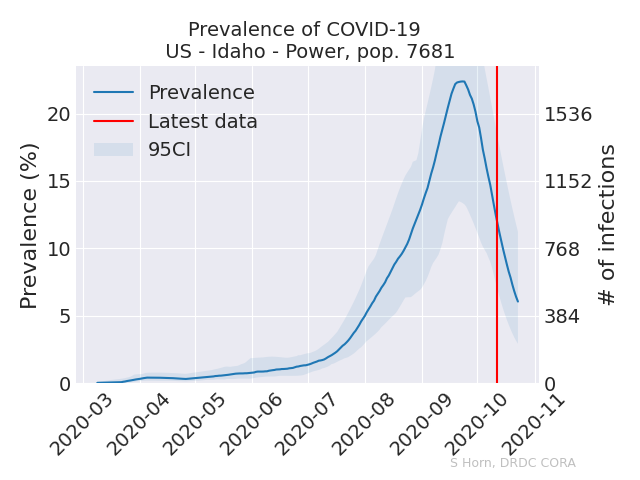 Prevalence of COVID-19
US - Idaho - Power, pop. 7681
Prevalence
Latest data
95CI
Prevalence (%)
20
15
10
5
0
1536
1152
768
384
0
# of infections
2020-03
2020-04
2020-05
2020-06
2020-07
2020-08
2020-09
2020-10
2020-11
S Horn, DRDC CORA